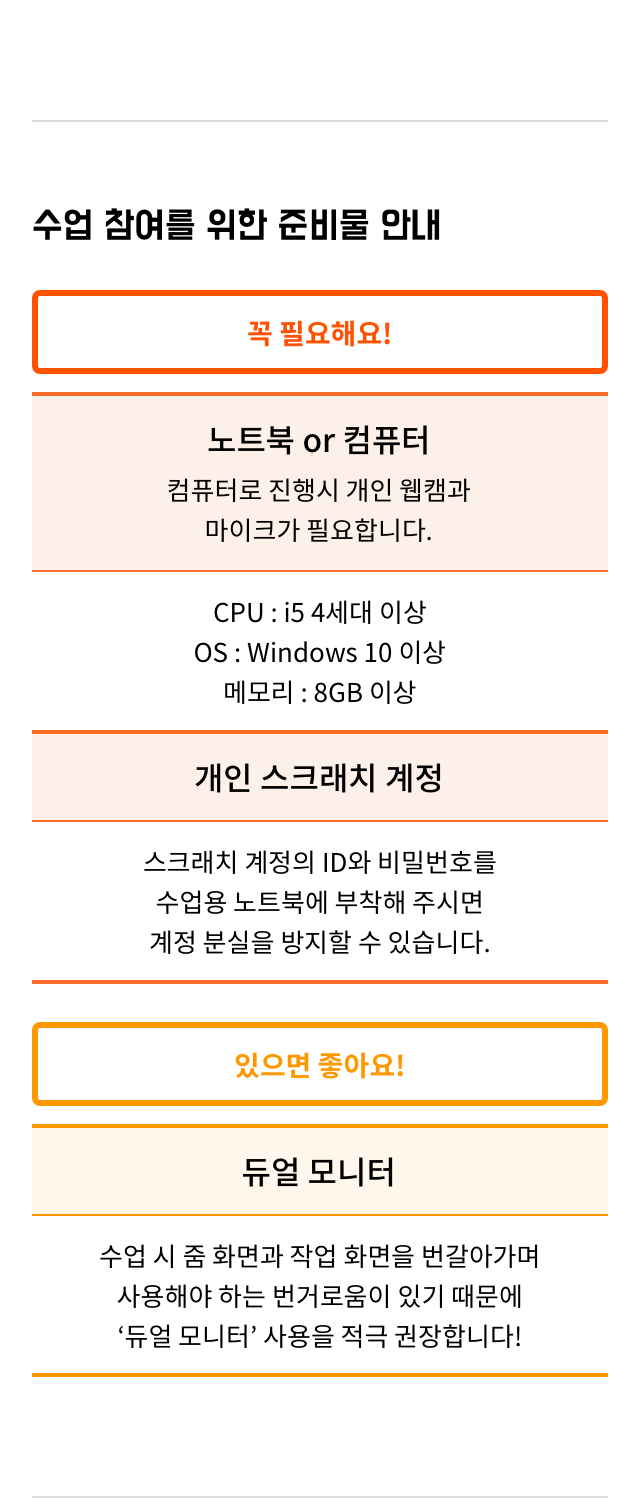 수업 참여를 위한 준비물 안내
꼭 필요해요!
노트북 or 컴퓨터
컴퓨터로 진행시 개인 웹캠과
마이크가 필요합니다.
CPU : i5 4세대 이상
OS : Windows 10 이상
메모리 : 8GB 이상
개인 스크래치 계정
스크래치 계정의 ID와 비밀번호를
수업용 노트북에 부착해 주시면
계정 분실을 방지할 수 있습니다.
있으면 좋아요!
듀얼 모니터
수업 시 줌 화면과 작업 화면을 번갈아가며
사용해야 하는 번거로움이 있기 때문에
‘듀얼 모니터’ 사용을 적극 권장합니다!